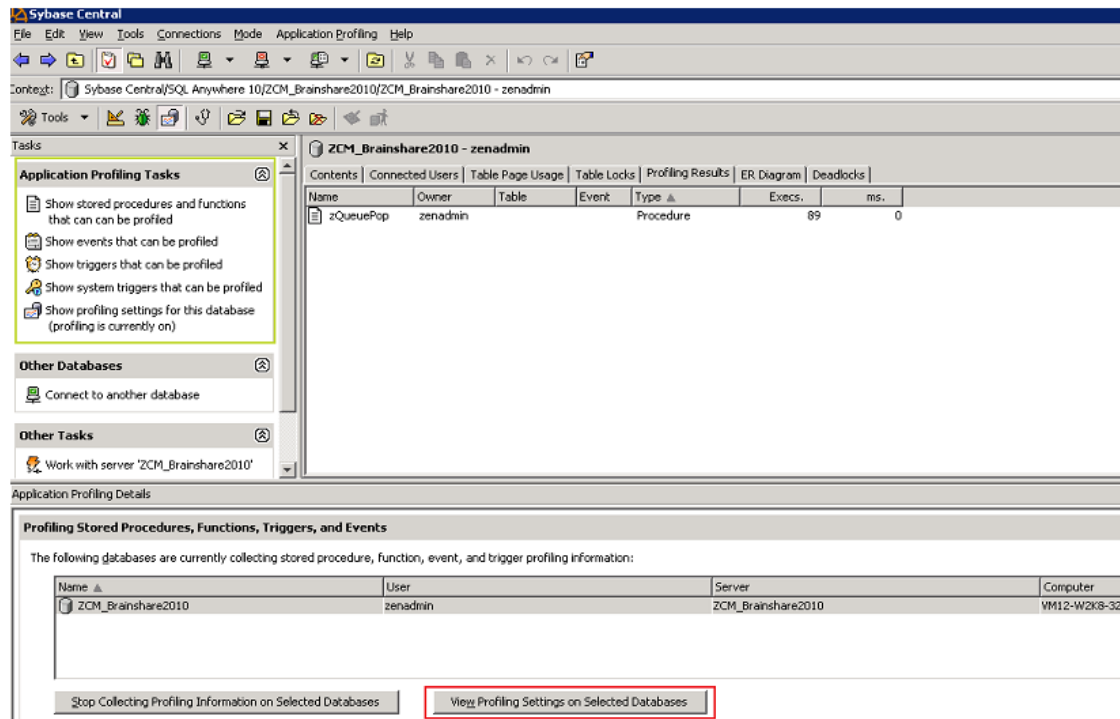 Sybase Central
File Edit View Tools Connections Mode Application Profiling Help
Context: Sybase Central/SQL Anywhere 10/ZCM_Brainshare2010/ZCM_Brainshare2010 - zenadmin
Tools
Tasks x
Application Profiling Tasks
Show stored procedures and functions
that can can be profiled
Show events that can be profiled
Show triggers that can be profiled
Show system triggers that can be profiled
Show profiling settings for this database
(profiling is currently on)
Other Databases
Connect to another database
Other Tasks
Work with server 'ZCM_Brainshare2010'
ZCM_Brainshare2010 - zenadmin
Contents Connected Users Table Page Usage Table Locks Profiling Results ER Diagram Deadlocks
Name Owner Table Event Type Execs. ms.
zQueuePop zenadmin Procedure 89 0
Application Profiling Details
Profiling Stored Procedures, Functions, Triggers, and Events
The following databases are currently collecting stored procedure, function, event, and trigger profiling information:
Name User Server Computer
ZCM_Brainshare2010 zenadmin ZCM_Brainshare2010 VM12-W2K8-32
Stop Collecting Profiling Information on Selected Databases View Profiling Settings on Selected Databases